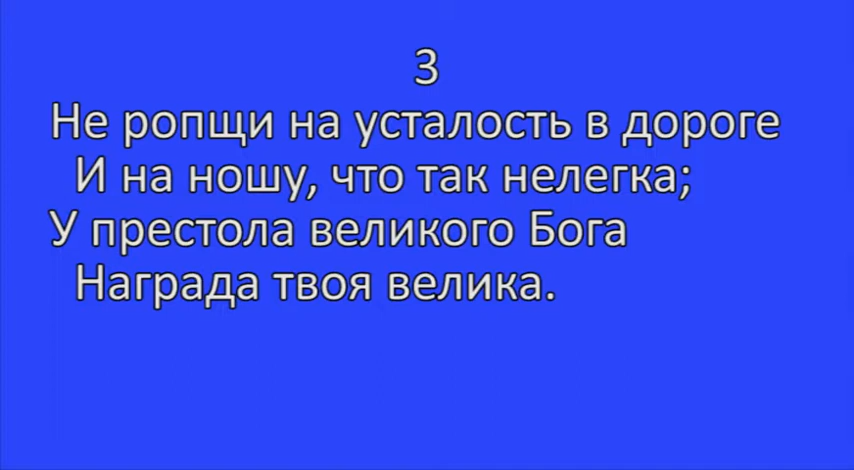 3
Не ропщи на усталость в дороге
И на ношу, что так нелегка;
У престола великого Бога
Награда твоя велика.